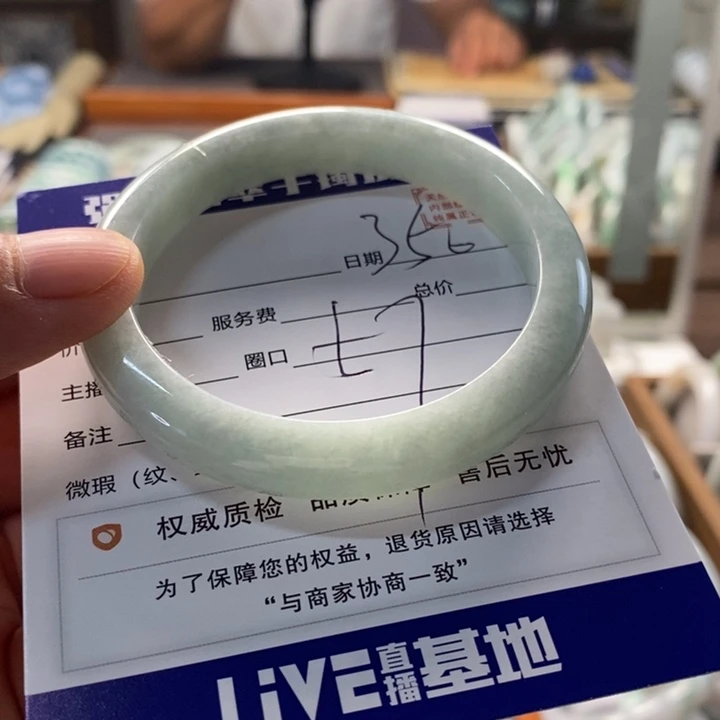 日期 356
服务费 总价
圈口 七
主播
备注
微瑕（纹、
权威质检 售后无忧
为了保障您的权益，退货原因请选择
“与商家协商一致”
LiVE直播基地